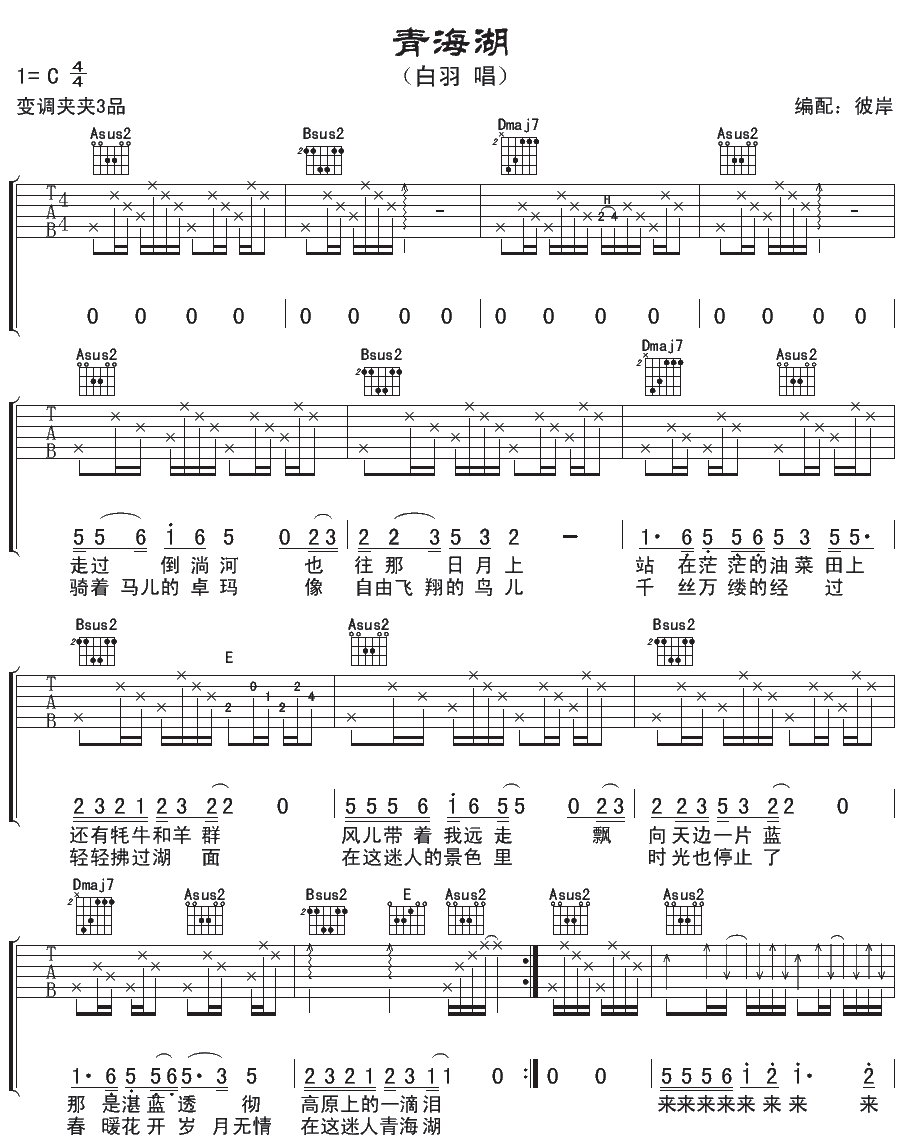 青海湖
（白羽 唱）
1= C 4/4
变调夹夹3品 编配：彼岸
Asus2 Bsus2 Dmaj7 Asus2
T A B 4 4 H 2 4 - -
0 0 0 0 0 0 0 0 0 0 0 0 0 0 0 0
Asus2 Bsus2 Dmaj7 Asus2
T A B
5 5 6 1 6 5 0 2 3 2 2 3 5 3 2 — 1· 6 5 5 6 5 5 5 5·
走过 倒淌河 也 往那 日月上 站 在茫茫的油菜田上
骑着马儿的卓玛 像 自由飞翔的鸟儿 千 丝万缕的经 过
Bsus2 E Asus2 Bsus2
T A B 2 0 1 2 2 4
2 3 2 1 2 3 2 2 0 5 5 5 6 1 6 5 5 0 2 3 2 2 3 5 3 2 2 0
还有牦牛和羊群 风儿带着我远走 飘 向天边一片蓝
轻轻拂过湖 面 在这迷人的景色里 时光也停止了
Dmaj7 Asus2 Bsus2 E Asus2 Asus2 Asus2
T A B
1· 6 5 5 6 5· 3 5 2 3 2 1 2 3 1 1 0 :‖ 0 0 5 5 5 6 1 2 1· 2
那 是湛蓝透 彻 高原上的一滴泪 来来来来来来来 来
春 暖花开岁 月无情 在这迷人青海湖